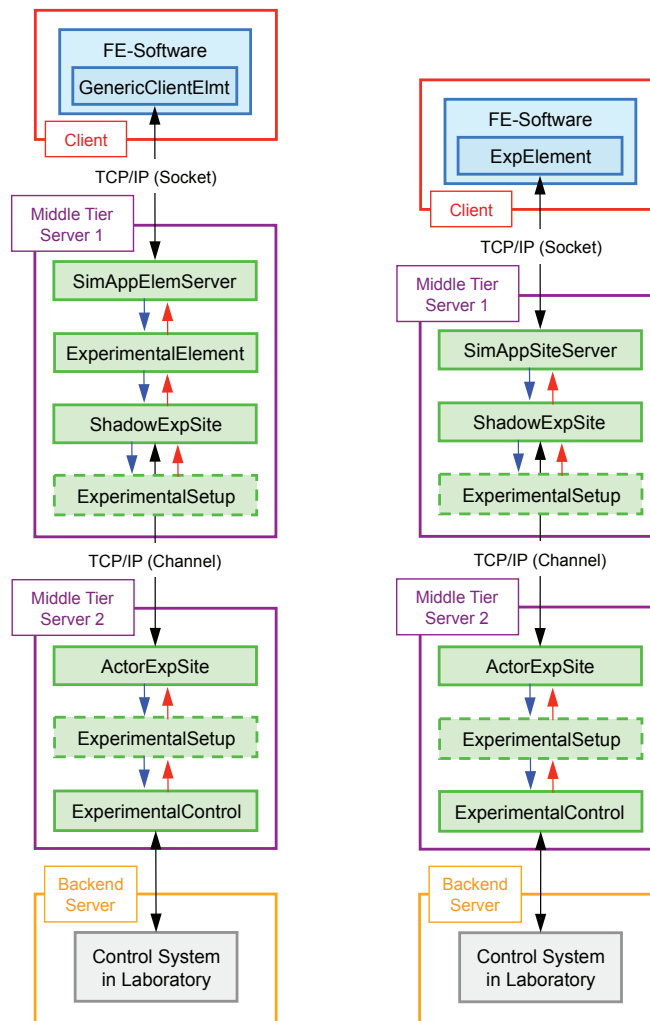 FE-Software
GenericClientElmt
Client
TCP/IP (Socket)
Middle Tier
Server 1
SimAppElemServer
ExperimentalElement
ShadowExpSite
ExperimentalSetup
TCP/IP (Channel)
Middle Tier
Server 2
ActorExpSite
ExperimentalSetup
ExperimentalControl
Backend
Server
Control System
in Laboratory
FE-Software
ExpElement
Client
TCP/IP (Socket)
Middle Tier
Server 1
SimAppSiteServer
ShadowExpSite
ExperimentalSetup
TCP/IP (Channel)
Middle Tier
Server 2
ActorExpSite
ExperimentalSetup
ExperimentalControl
Backend
Server
Control System
in Laboratory